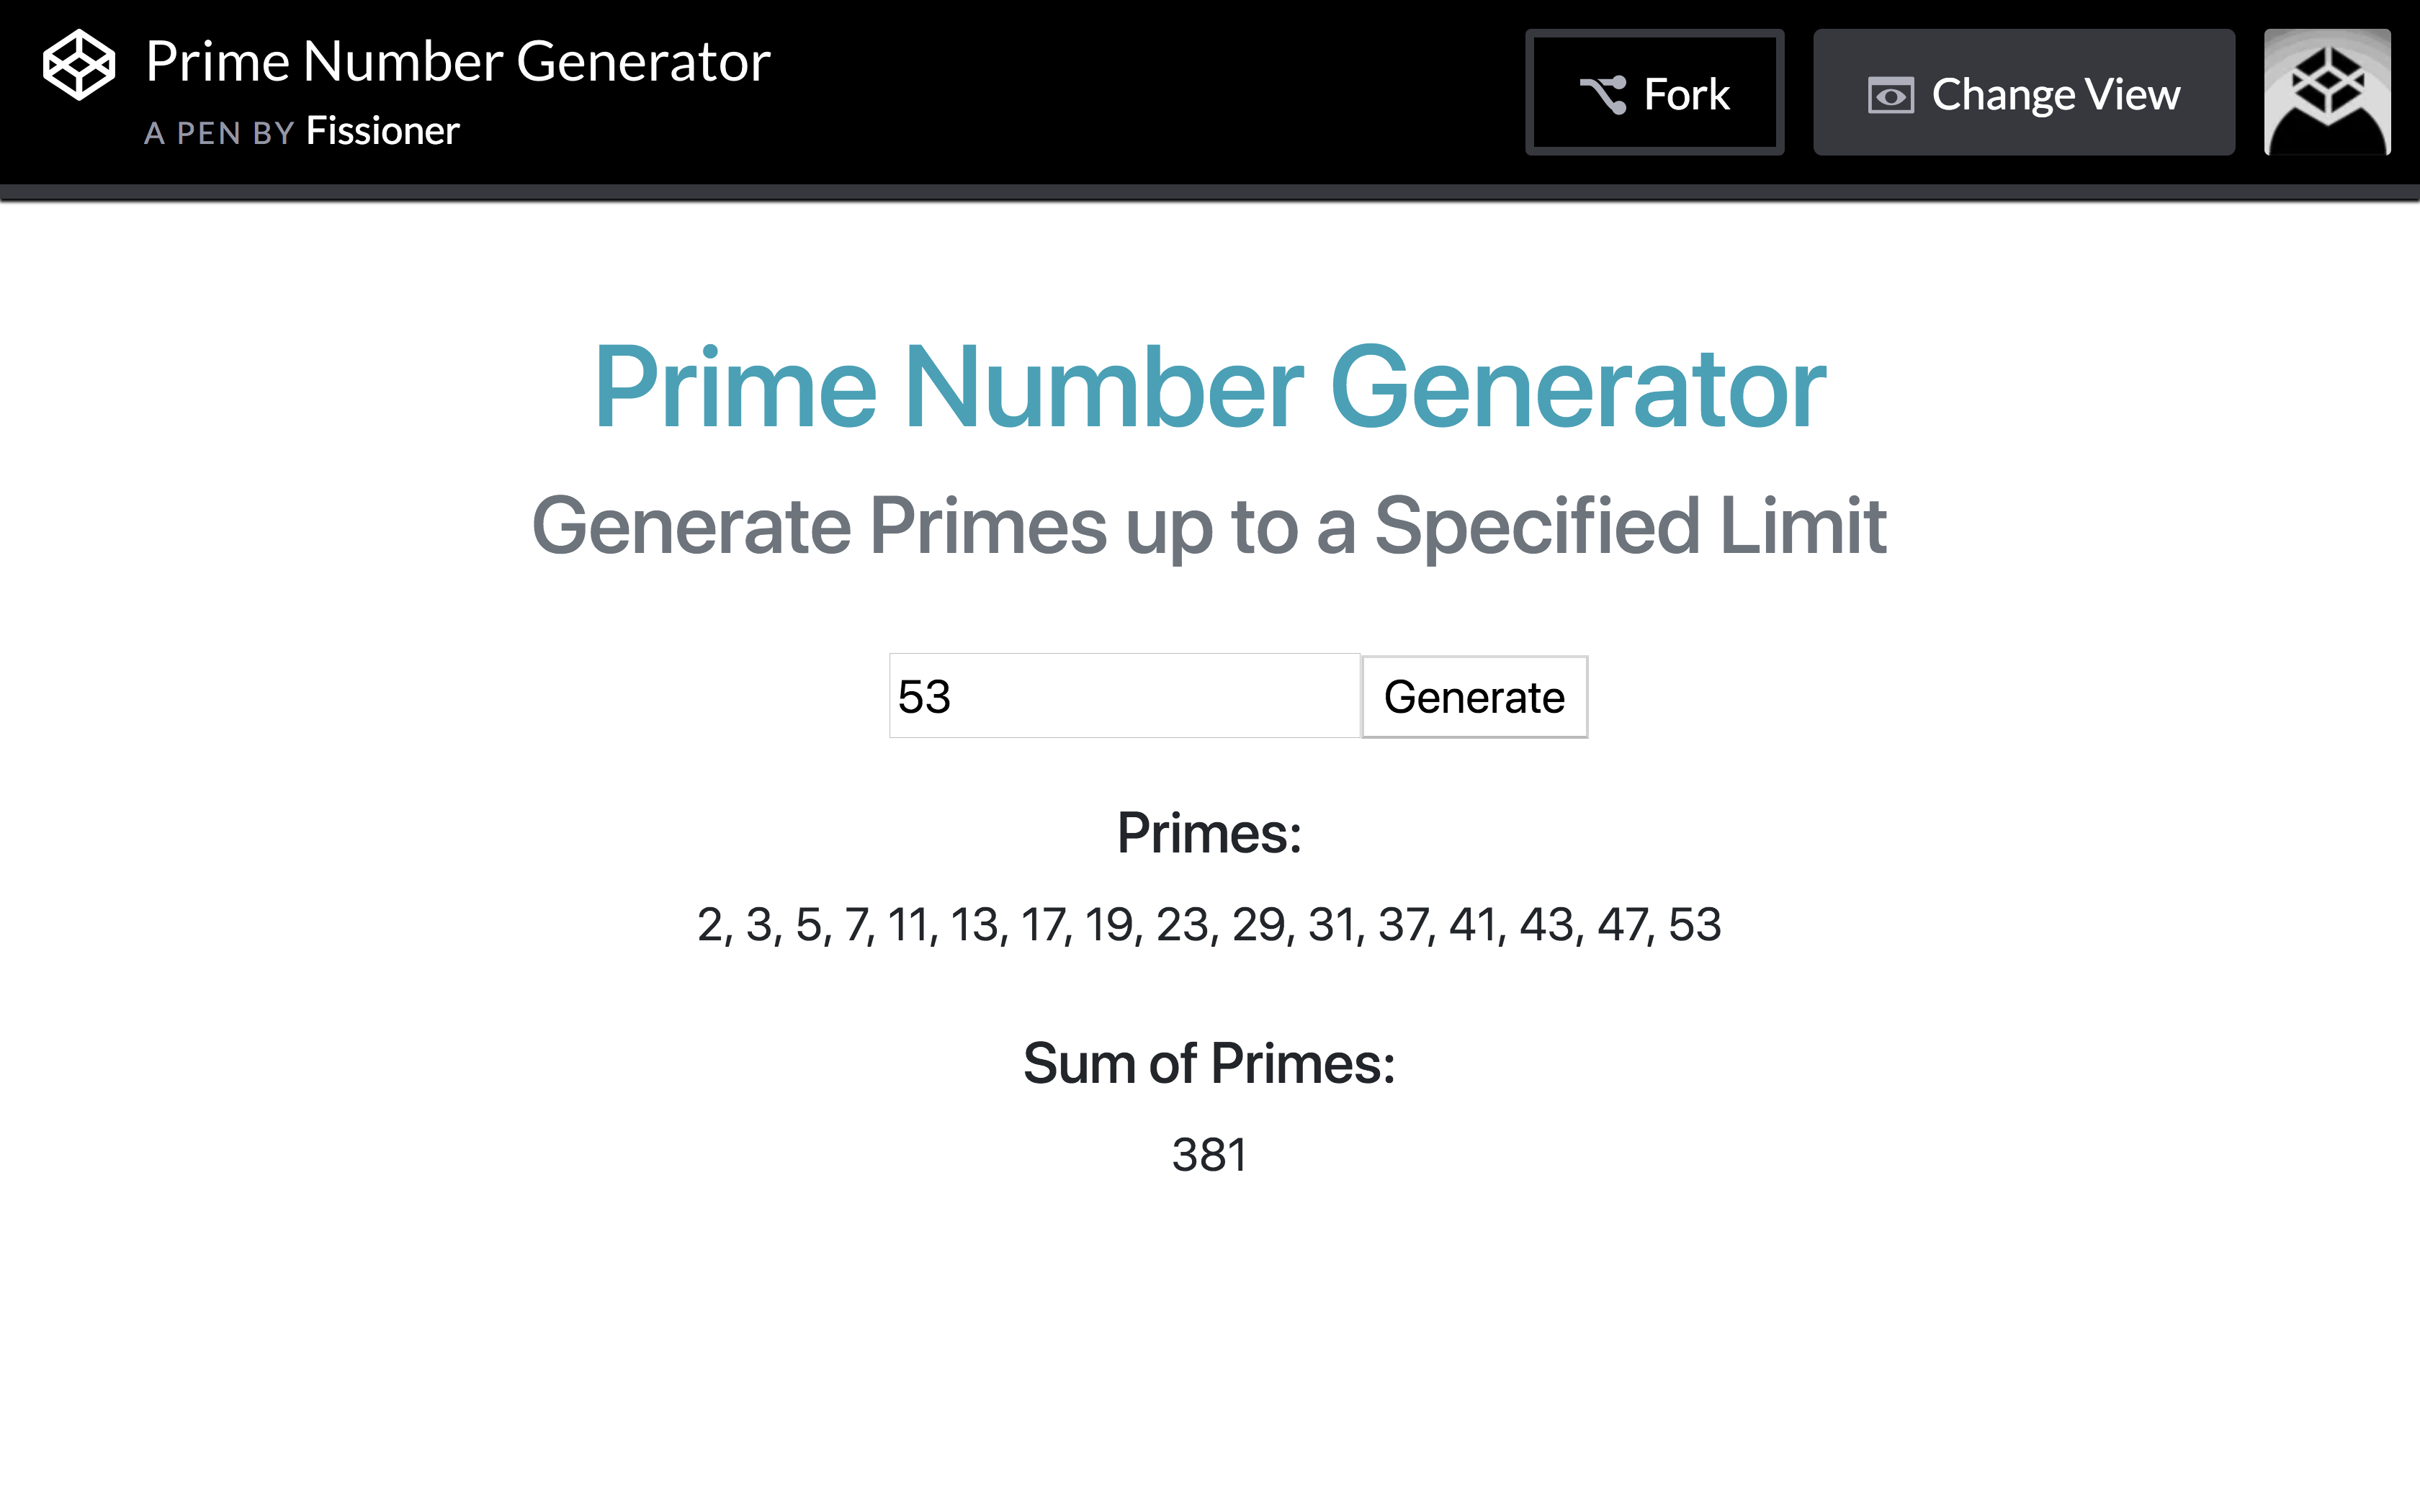 Prime Number Generator
A PEN BY Fissioner
Fork
Change View
Prime Number Generator
Generate Primes up to a Specified Limit
53
Generate
Primes:
2, 3, 5, 7, 11, 13, 17, 19, 23, 29, 31, 37, 41, 43, 47, 53
Sum of Primes:
381